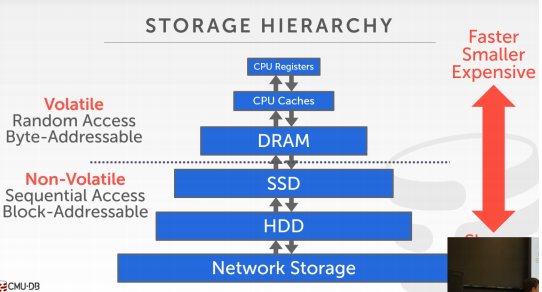 STORAGE HIERARCHY
Faster
Smaller
Expensive
CPU Registers
CPU Caches
Volatile
Random Access
Byte-Addressable
DRAM
Non-Volatile
Sequential Access
Block-Addressable
SSD
HDD
Network Storage
CMU·DB